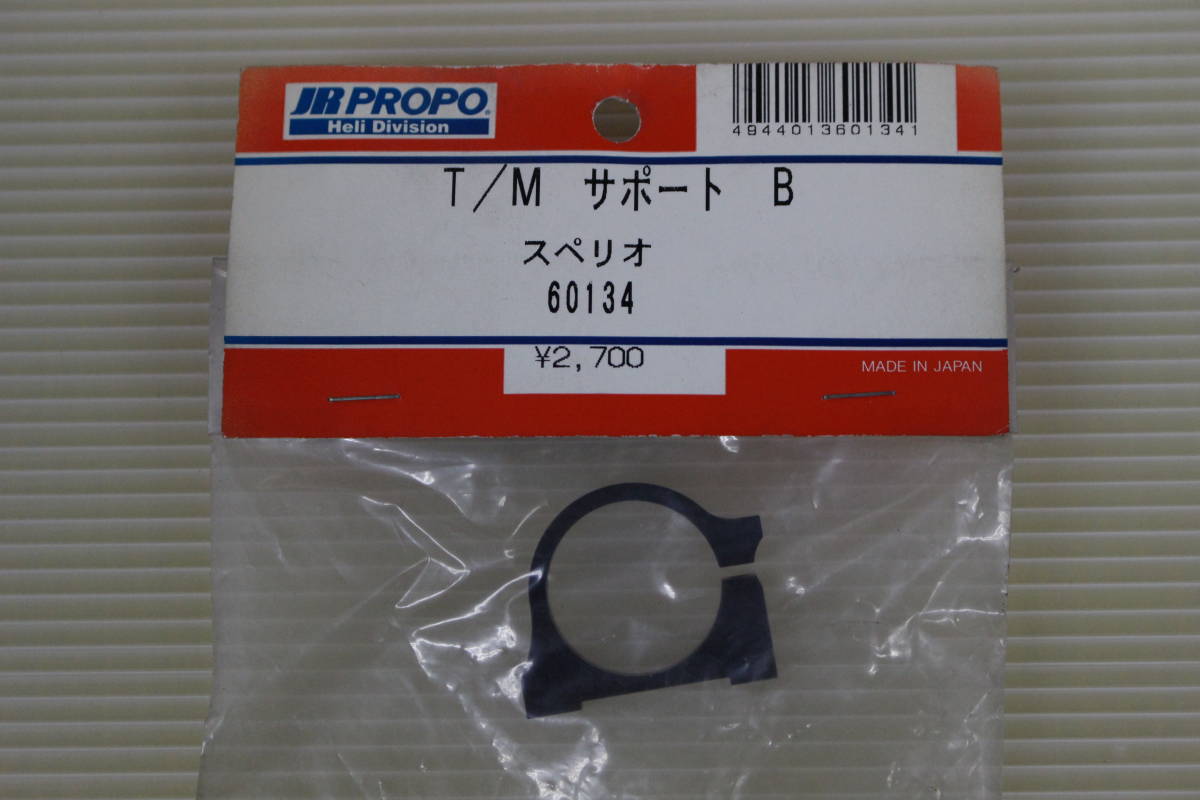 JR PROPO
Heli Division
4944013601341
T/M サポート B
スペリオ
60134
¥2,700
MADE IN JAPAN